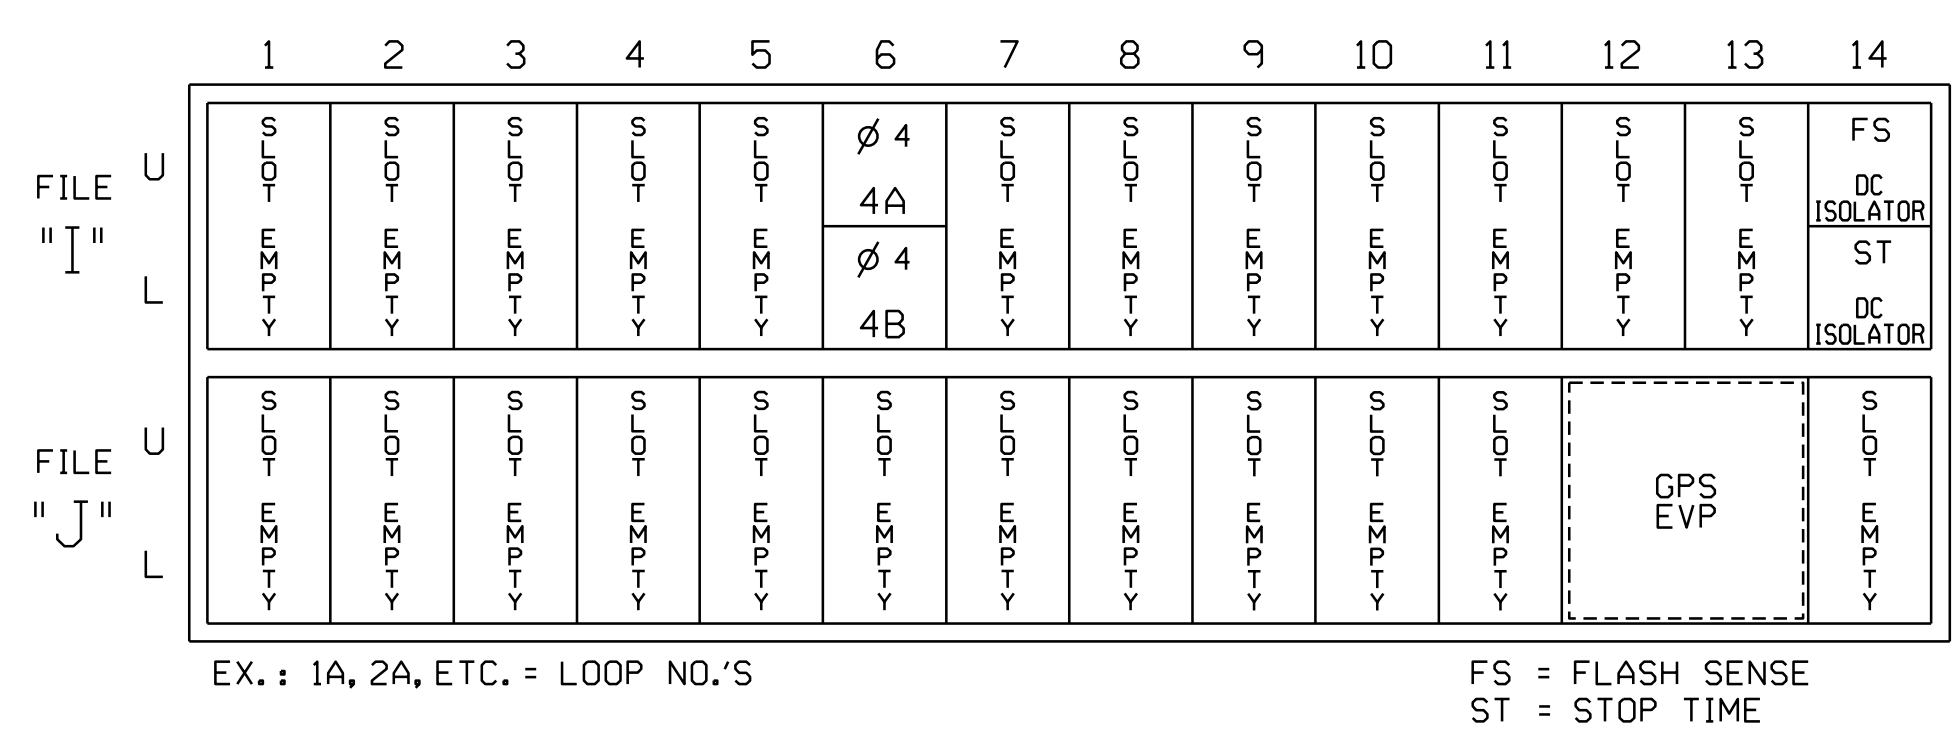 1 2 3 4 5 6 7 8 9 10 11 12 13 14
FILE "I"
U
L
SLOT EMPTY
SLOT EMPTY
SLOT EMPTY
SLOT EMPTY
SLOT EMPTY
Ø 4
4A
Ø 4
4B
SLOT EMPTY
SLOT EMPTY
SLOT EMPTY
SLOT EMPTY
SLOT EMPTY
SLOT EMPTY
SLOT EMPTY
FS
DC
ISOLATOR
ST
DC
ISOLATOR
FILE "J"
U
L
SLOT EMPTY
SLOT EMPTY
SLOT EMPTY
SLOT EMPTY
SLOT EMPTY
SLOT EMPTY
SLOT EMPTY
SLOT EMPTY
SLOT EMPTY
SLOT EMPTY
SLOT EMPTY
GPS
EVP
SLOT EMPTY
EX.: 1A, 2A, ETC. = LOOP NO.'S
FS = FLASH SENSE
ST = STOP TIME